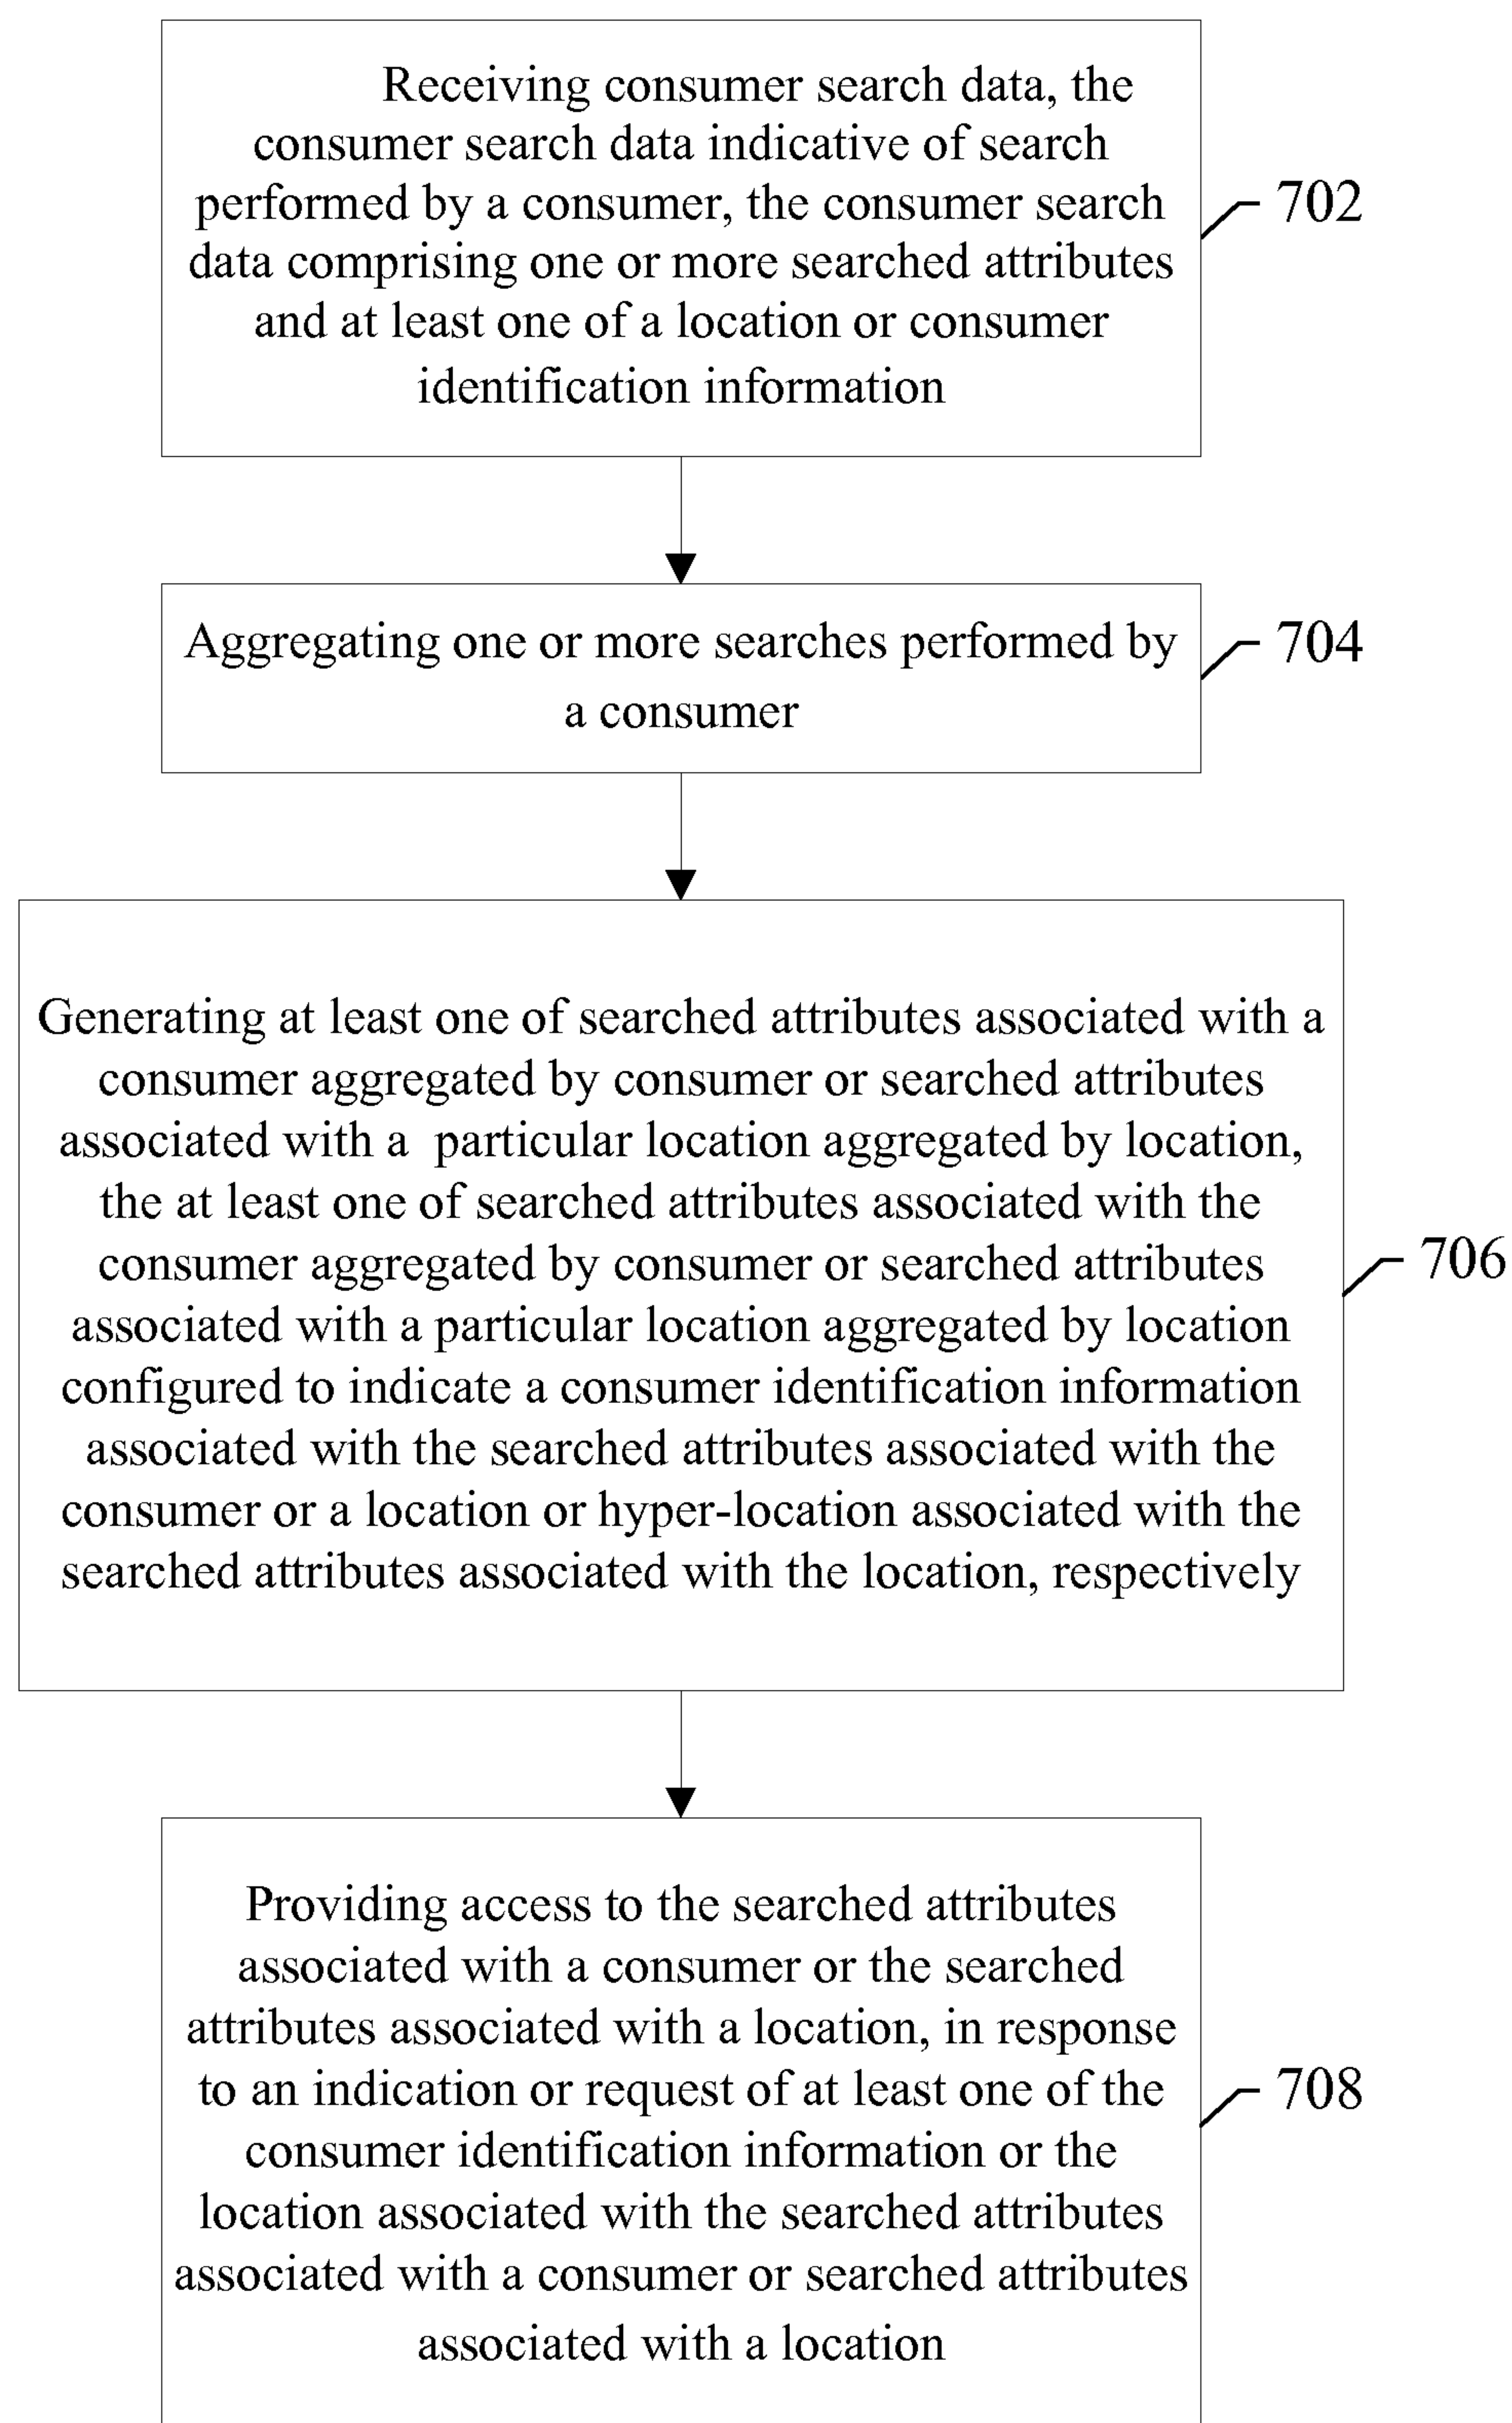 Receiving consumer search data, the
consumer search data indicative of search
performed by a consumer, the consumer search
data comprising one or more searched attributes
and at least one of a location or consumer
identification information
702
Aggregating one or more searches performed by
a consumer
704
Generating at least one of searched attributes associated with a
consumer aggregated by consumer or searched attributes
associated with a particular location aggregated by location,
the at least one of searched attributes associated with the
consumer aggregated by consumer or searched attributes
associated with a particular location aggregated by location
configured to indicate a consumer identification information
associated with the searched attributes associated with the
consumer or a location or hyper-location associated with the
searched attributes associated with the location, respectively
706
Providing access to the searched attributes
associated with a consumer or the searched
attributes associated with a location, in response
to an indication or request of at least one of the
consumer identification information or the
location associated with the searched attributes
associated with a consumer or searched attributes
associated with a location
708